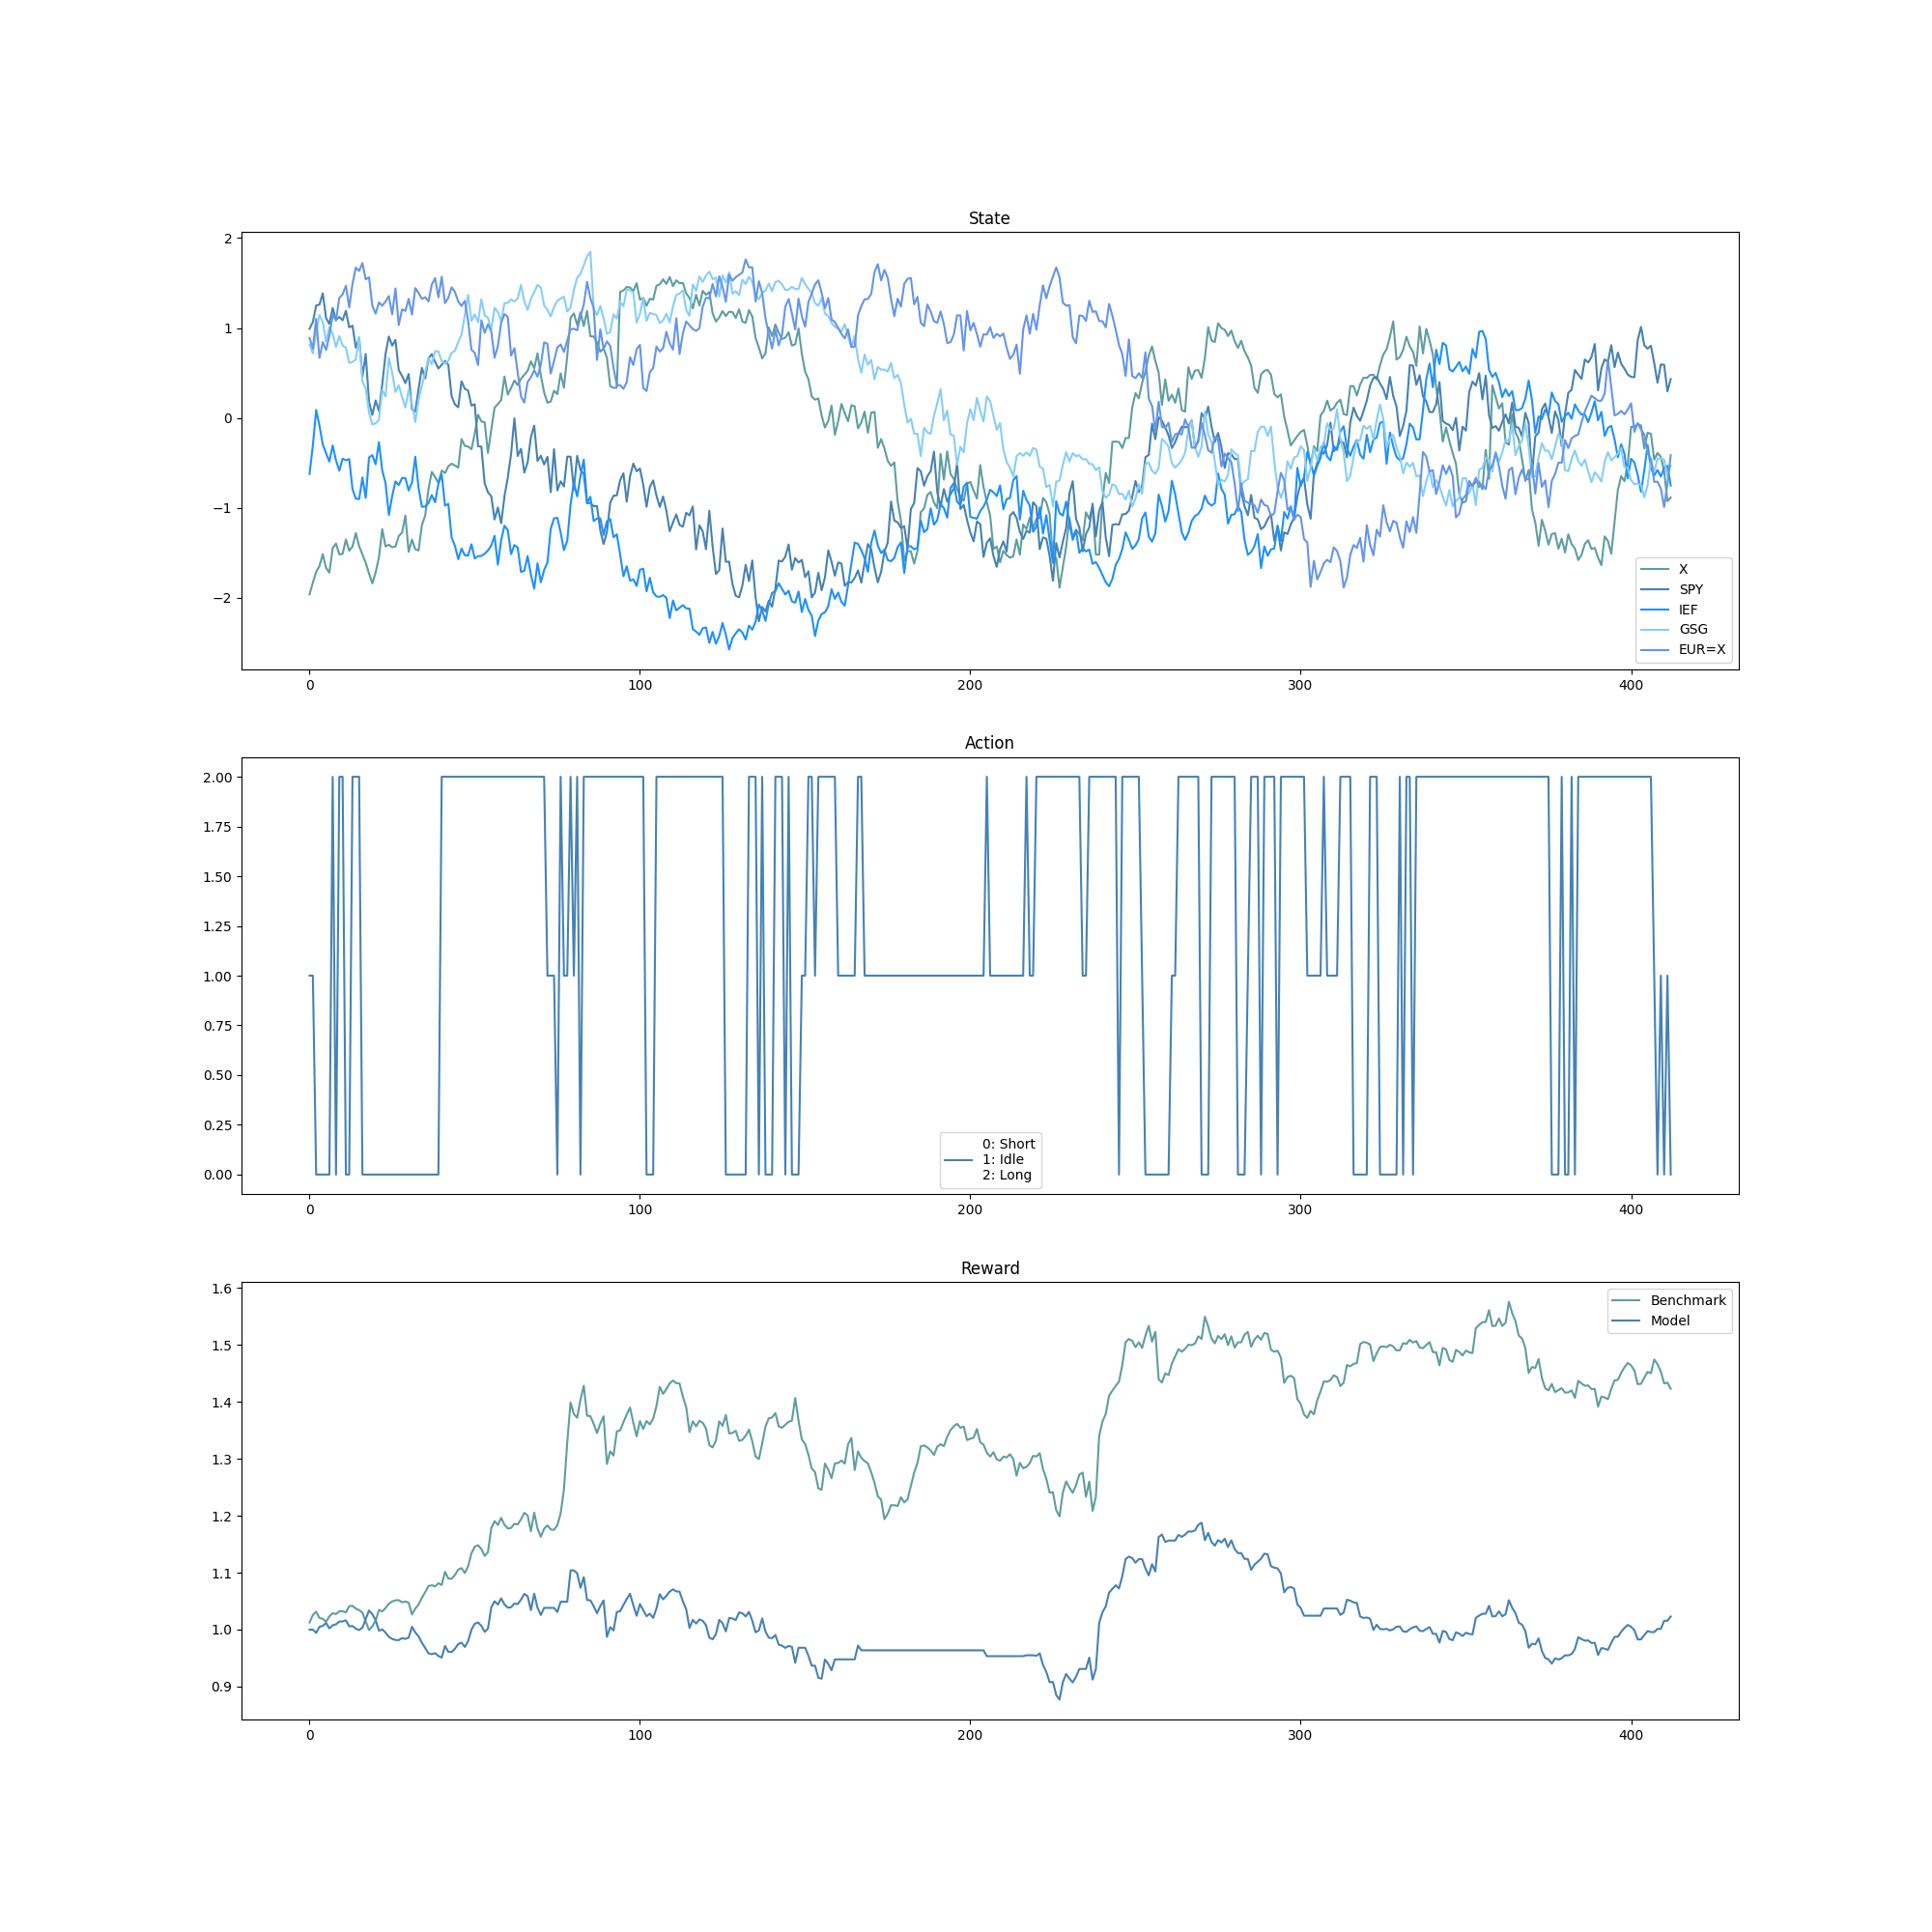 State
2
1
0
−1
−2
0
100
200
300
400
X
SPY
IEF
GSG
EUR=X
Action
2.00
1.75
1.50
1.25
1.00
0.75
0.50
0.25
0.00
0
100
200
300
400
0: Short
1: Idle
2: Long
Reward
1.6
1.5
1.4
1.3
1.2
1.1
1.0
0.9
0
100
200
300
400
Benchmark
Model